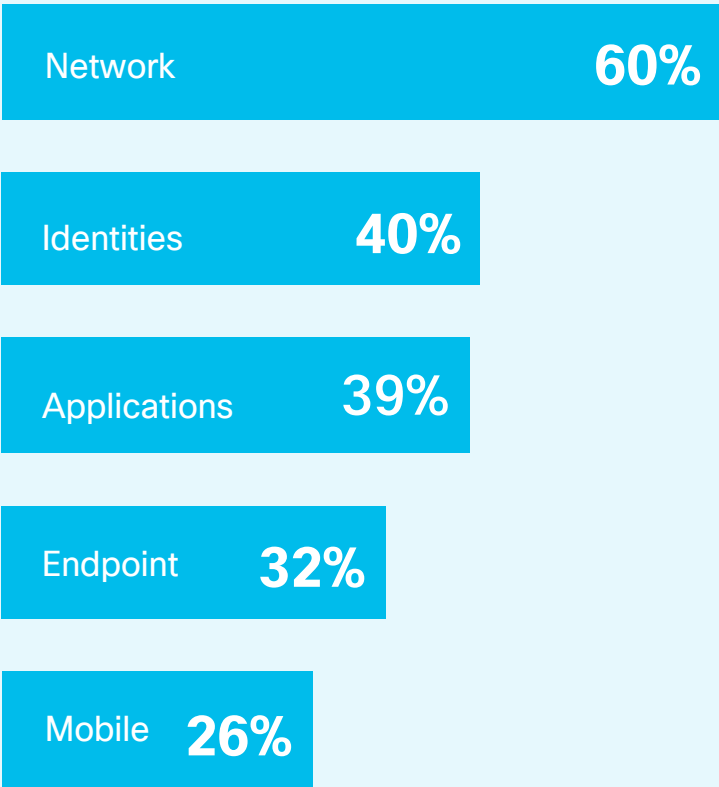 Network 60%
Identities 40%
Applications 39%
Endpoint 32%
Mobile 26%